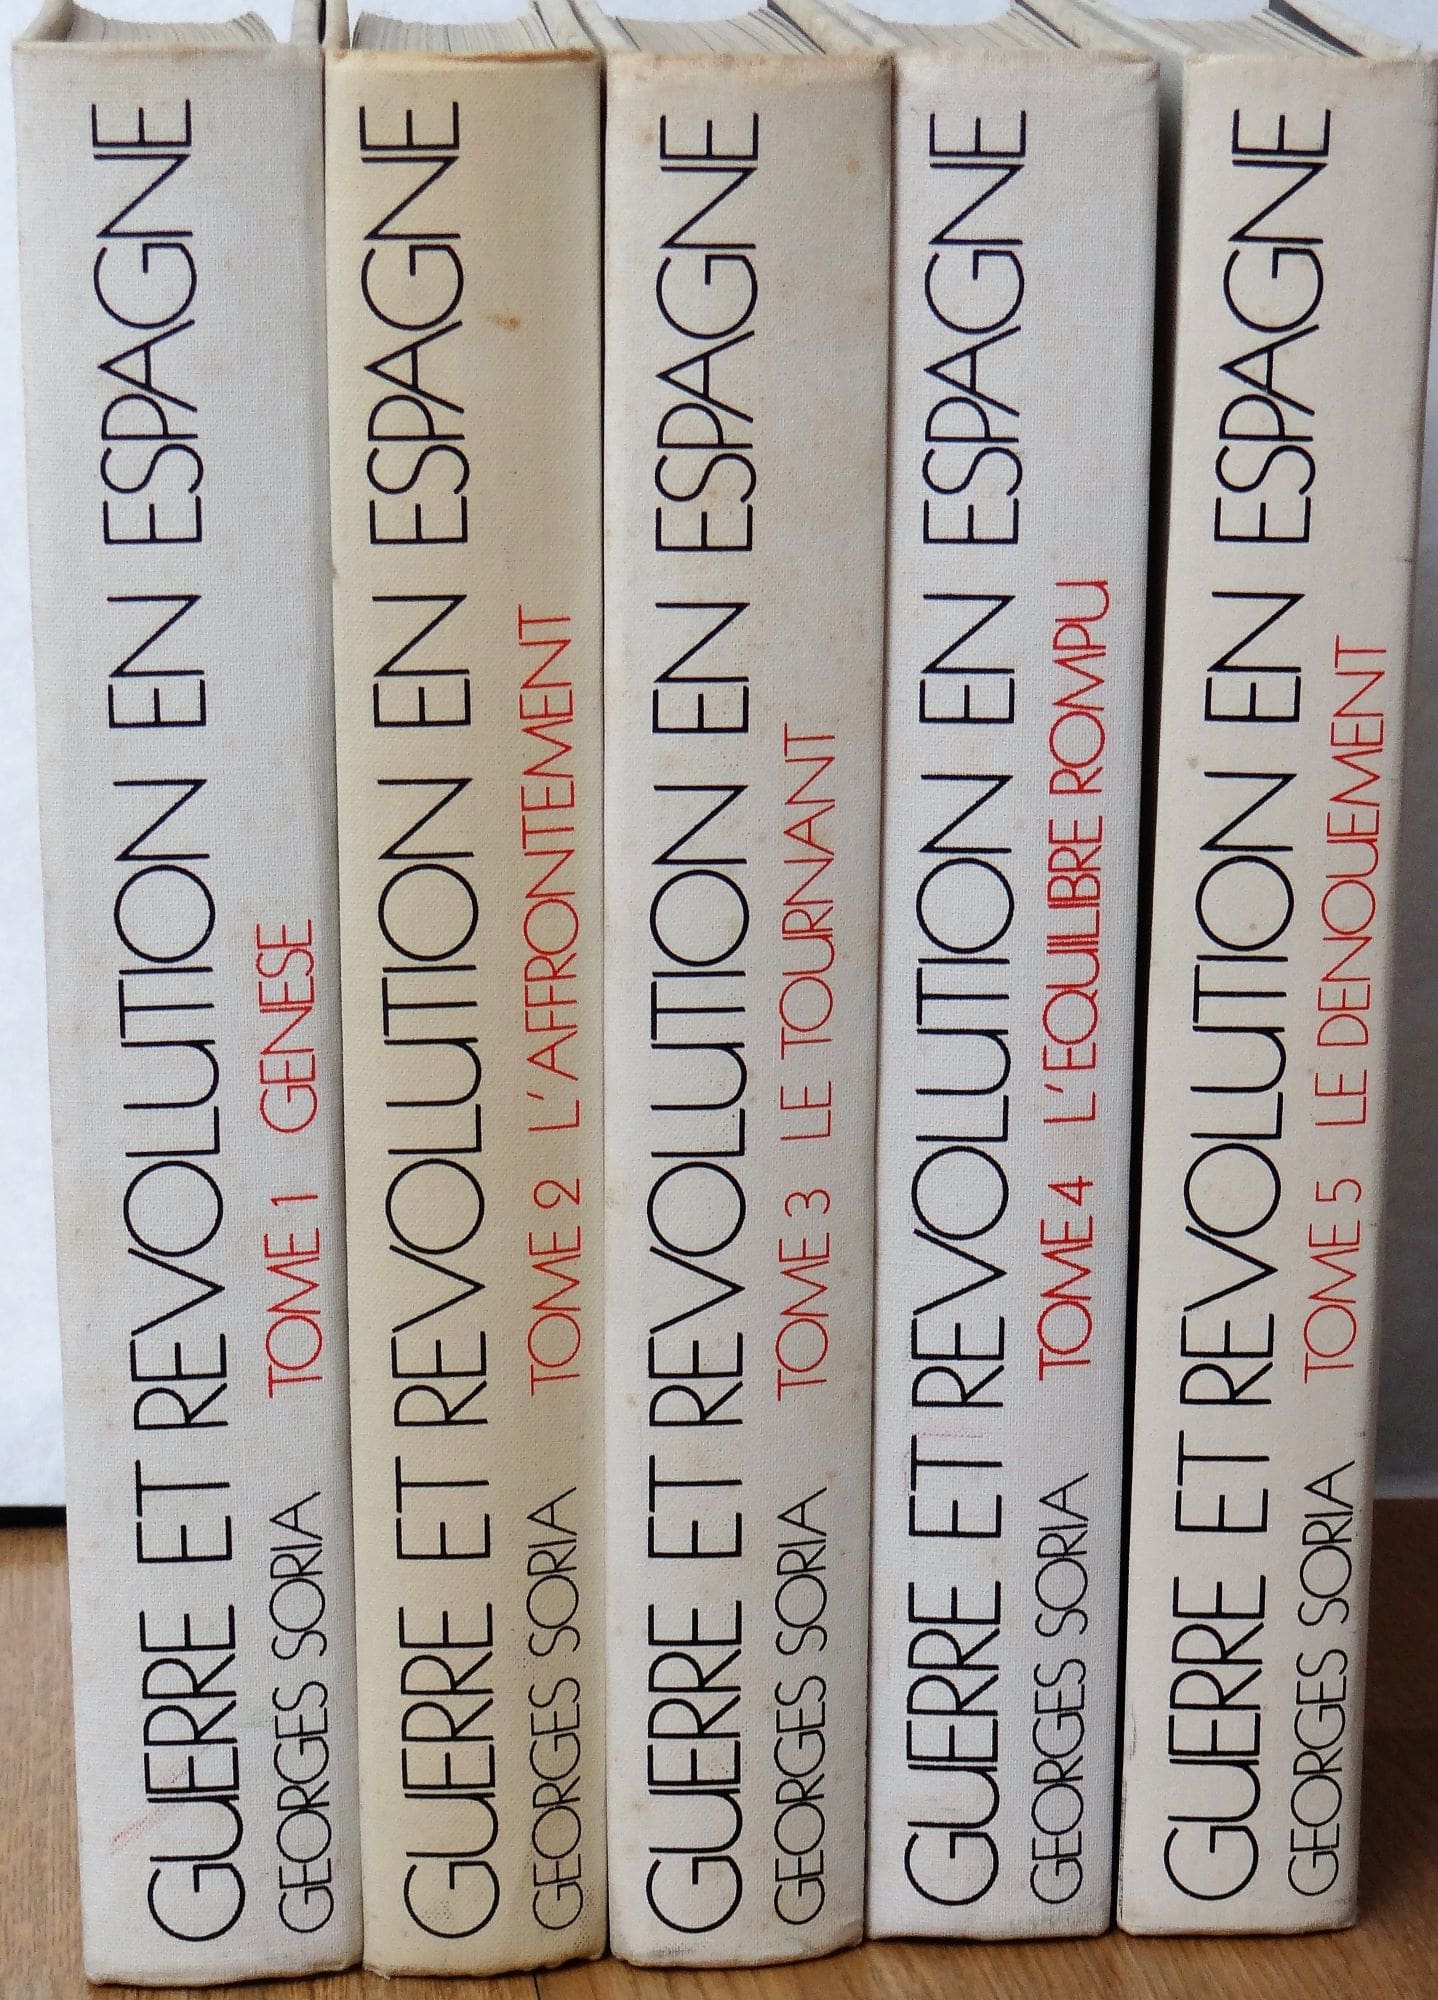 GUERRE ET REVOLUTION EN ESPAGNE
GEORGES SORIA TOME 1 GENESE
GUERRE ET REVOLUTION EN ESPAGNE
GEORGES SORIA TOME 2 L'AFFRONTEMENT
GUERRE ET REVOLUTION EN ESPAGNE
GEORGES SORIA TOME 3 LE TOURNANT
GUERRE ET REVOLUTION EN ESPAGNE
GEORGES SORIA TOME 4 L'EQUILIBRE ROMPU
GUERRE ET REVOLUTION EN ESPAGNE
GEORGES SORIA TOME 5 LE DENOUEMENT